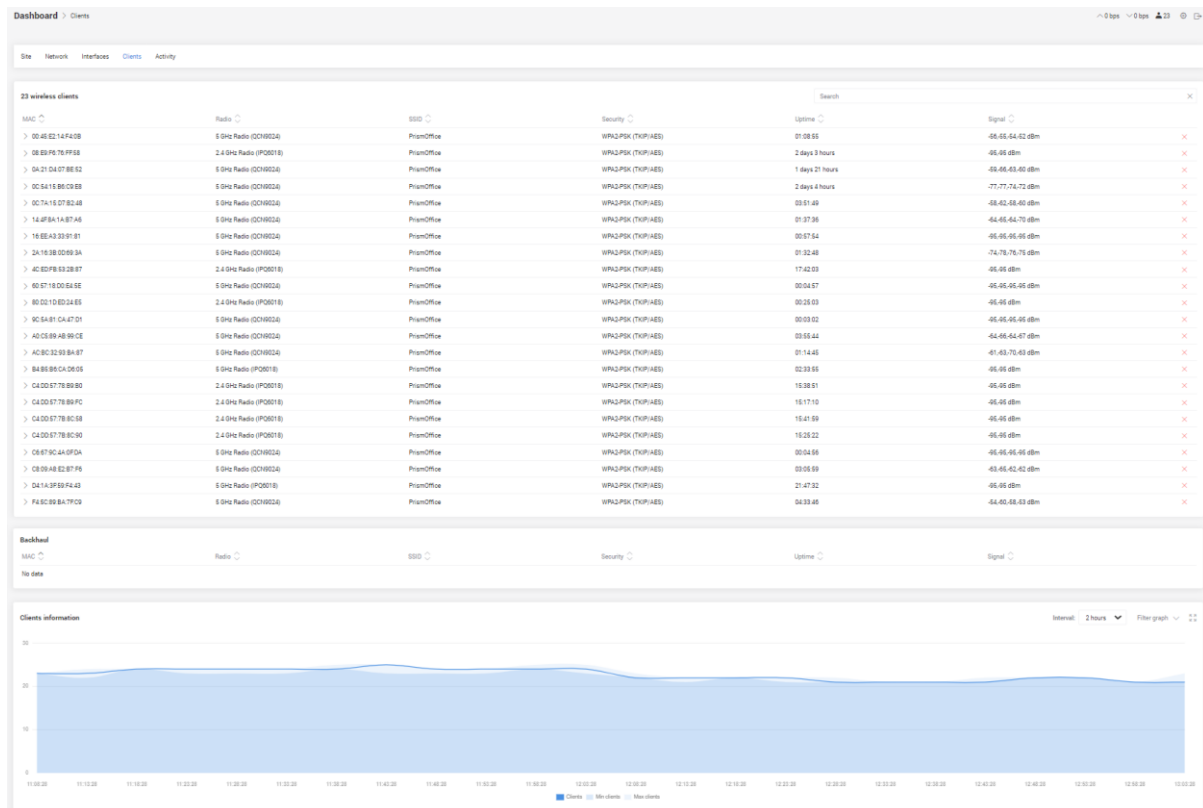 Dashboard > Clients 0 bps 0 bps 23
Site Network Interfaces Clients Activity
23 wireless clients Search
MAC Radio SSID Security Uptime Signal
00:45:E2:14:F4:0B 5 GHz Radio (QCN9024) PrismOffice WPA2-PSK (TKIP/AES) 01:08:55 -56,-55,-54,-52 dBm
08:E9:F6:76:FF:58 2.4 GHz Radio (IPQ6018) PrismOffice WPA2-PSK (TKIP/AES) 2 days 3 hours -95,-95 dBm
0A:21:D4:07:BE:52 5 GHz Radio (QCN9024) PrismOffice WPA2-PSK (TKIP/AES) 1 days 21 hours -59,-66,-63,-60 dBm
0C:54:15:B6:C9:E8 5 GHz Radio (QCN9024) PrismOffice WPA2-PSK (TKIP/AES) 2 days 4 hours -77,-77,-74,-72 dBm
0C:7A:15:D7:B2:48 5 GHz Radio (QCN9024) PrismOffice WPA2-PSK (TKIP/AES) 03:51:49 -58,-62,-58,-60 dBm
14:4F:8A:1A:B7:A6 5 GHz Radio (QCN9024) PrismOffice WPA2-PSK (TKIP/AES) 01:37:36 -64,-65,-64,-70 dBm
16:EE:A3:33:91:81 5 GHz Radio (QCN9024) PrismOffice WPA2-PSK (TKIP/AES) 00:57:54 -95,-95,-95,-95 dBm
2A:16:3B:0D:69:3A 5 GHz Radio (QCN9024) PrismOffice WPA2-PSK (TKIP/AES) 01:32:48 -74,-78,-76,-75 dBm
4C:ED:FB:53:2B:87 2.4 GHz Radio (IPQ6018) PrismOffice WPA2-PSK (TKIP/AES) 17:42:03 -95,-95 dBm
60:57:18:D0:E4:5E 5 GHz Radio (QCN9024) PrismOffice WPA2-PSK (TKIP/AES) 00:04:57 -95,-95,-95,-95 dBm
80:D2:1D:ED:24:E5 2.4 GHz Radio (IPQ6018) PrismOffice WPA2-PSK (TKIP/AES) 00:25:03 -95,-95 dBm
9C:5A:81:CA:47:D1 5 GHz Radio (QCN9024) PrismOffice WPA2-PSK (TKIP/AES) 00:03:02 -95,-95,-95,-95 dBm
A0:C5:89:AB:99:CE 5 GHz Radio (QCN9024) PrismOffice WPA2-PSK (TKIP/AES) 03:55:44 -64,-66,-64,-67 dBm
AC:BC:32:93:BA:87 5 GHz Radio (QCN9024) PrismOffice WPA2-PSK (TKIP/AES) 01:14:45 -61,-63,-70,-63 dBm
B4:B5:B6:CA:D6:05 5 GHz Radio (IPQ6018) PrismOffice WPA2-PSK (TKIP/AES) 02:33:55 -95,-95 dBm
C4:DD:57:78:B9:B0 2.4 GHz Radio (IPQ6018) PrismOffice WPA2-PSK (TKIP/AES) 15:38:51 -95,-95 dBm
C4:DD:57:78:B9:FC 2.4 GHz Radio (IPQ6018) PrismOffice WPA2-PSK (TKIP/AES) 15:17:10 -95,-95 dBm
C4:DD:57:7B:8C:58 2.4 GHz Radio (IPQ6018) PrismOffice WPA2-PSK (TKIP/AES) 15:41:59 -95,-95 dBm
C4:DD:57:7B:8C:90 2.4 GHz Radio (IPQ6018) PrismOffice WPA2-PSK (TKIP/AES) 15:25:22 -95,-95 dBm
C6:67:9C:4A:0F:DA 5 GHz Radio (QCN9024) PrismOffice WPA2-PSK (TKIP/AES) 00:04:56 -95,-95,-95,-95 dBm
C8:09:A8:E2:B7:F6 5 GHz Radio (QCN9024) PrismOffice WPA2-PSK (TKIP/AES) 03:05:59 -63,-65,-62,-62 dBm
D4:1A:3F:59:F4:43 5 GHz Radio (IPQ6018) PrismOffice WPA2-PSK (TKIP/AES) 21:47:32 -95,-95 dBm
F4:5C:89:BA:7F:C9 5 GHz Radio (QCN9024) PrismOffice WPA2-PSK (TKIP/AES) 04:33:46 -54,-60,-58,-53 dBm
Backhaul
MAC Radio SSID Security Uptime Signal
No data
Clients information Interval: 2 hours Filter graph
30
20
10
0
Clients Min clients Max clients